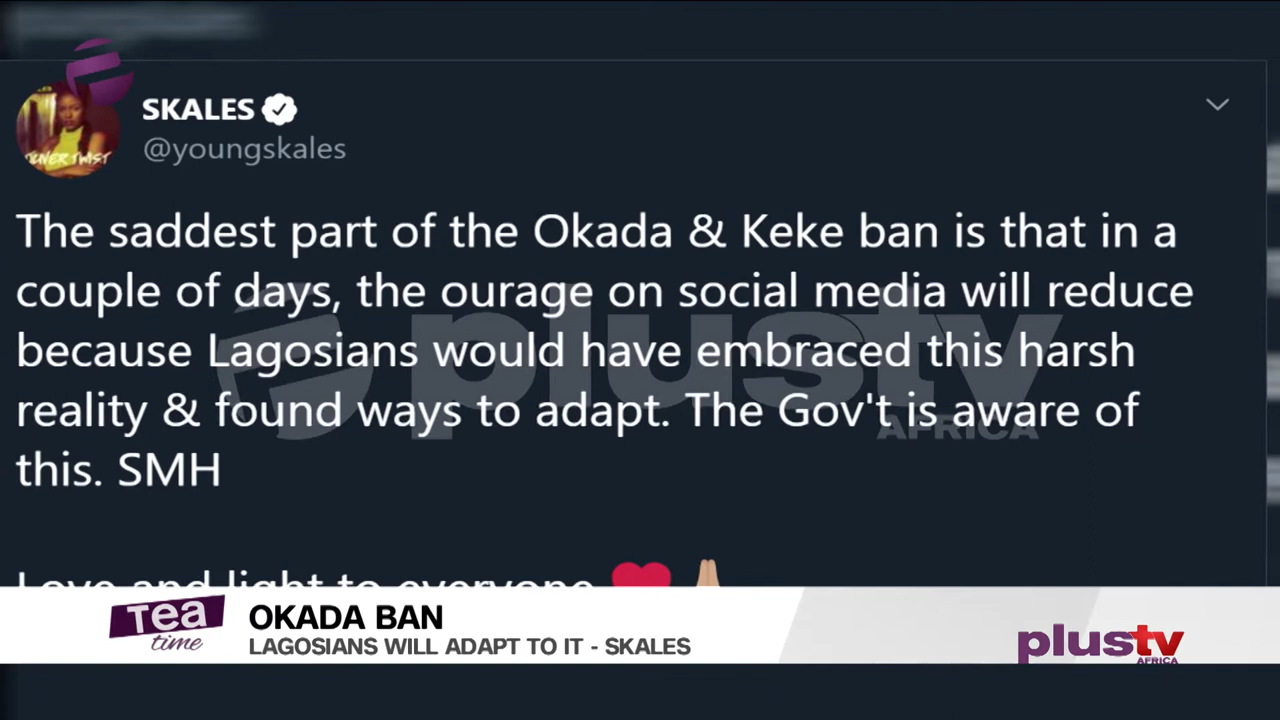 SKALES
@youngskales
The saddest part of the Okada & Keke ban is that in a
couple of days, the ourage on social media will reduce
because Lagosians would have embraced this harsh
reality & found ways to adapt. The Gov't is aware of
this. SMH
Love and light to everyone
plustv
AFRICA
Tea
time
OKADA BAN
LAGOSIANS WILL ADAPT TO IT - SKALES
plustv
AFRICA